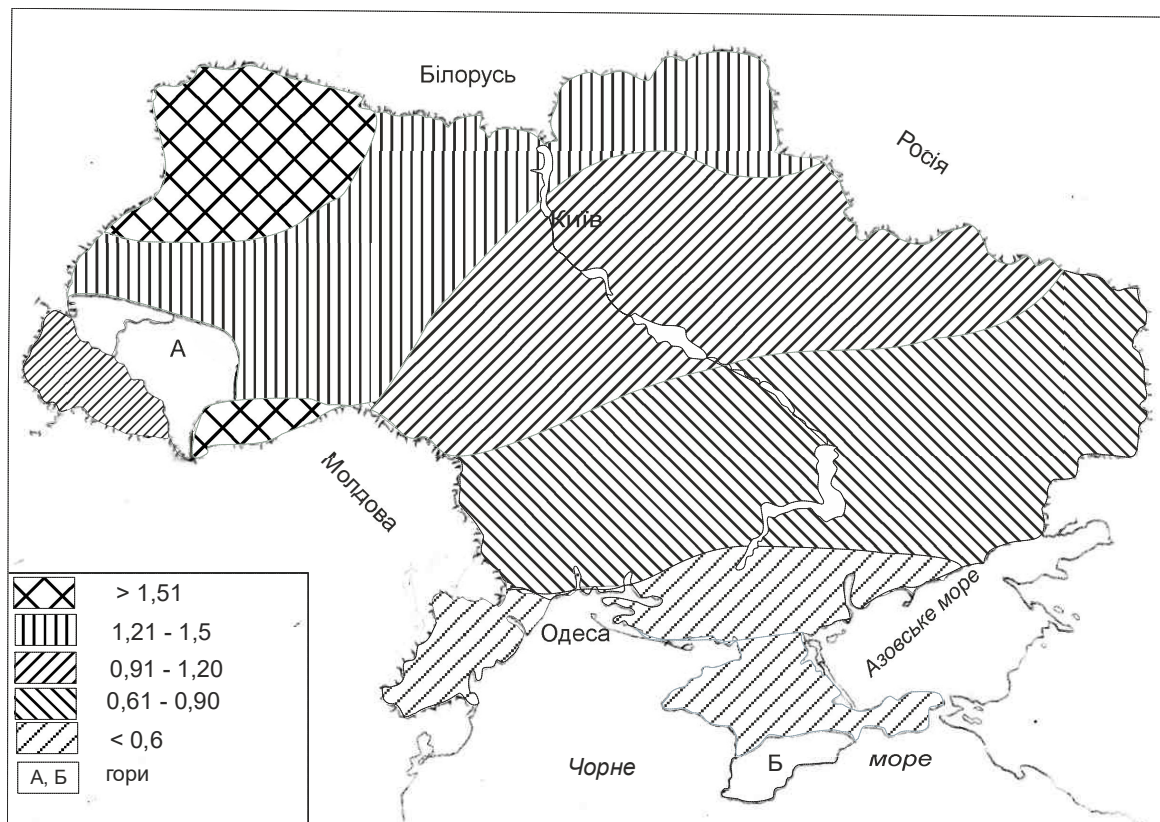 Білорусь
Росія
Київ
А
Молдова
Одеса
Азовське море
Чорне
море
Б
> 1,51
1,21 - 1,5
0,91 - 1,20
0,61 - 0,90
< 0,6
А, Б
гори